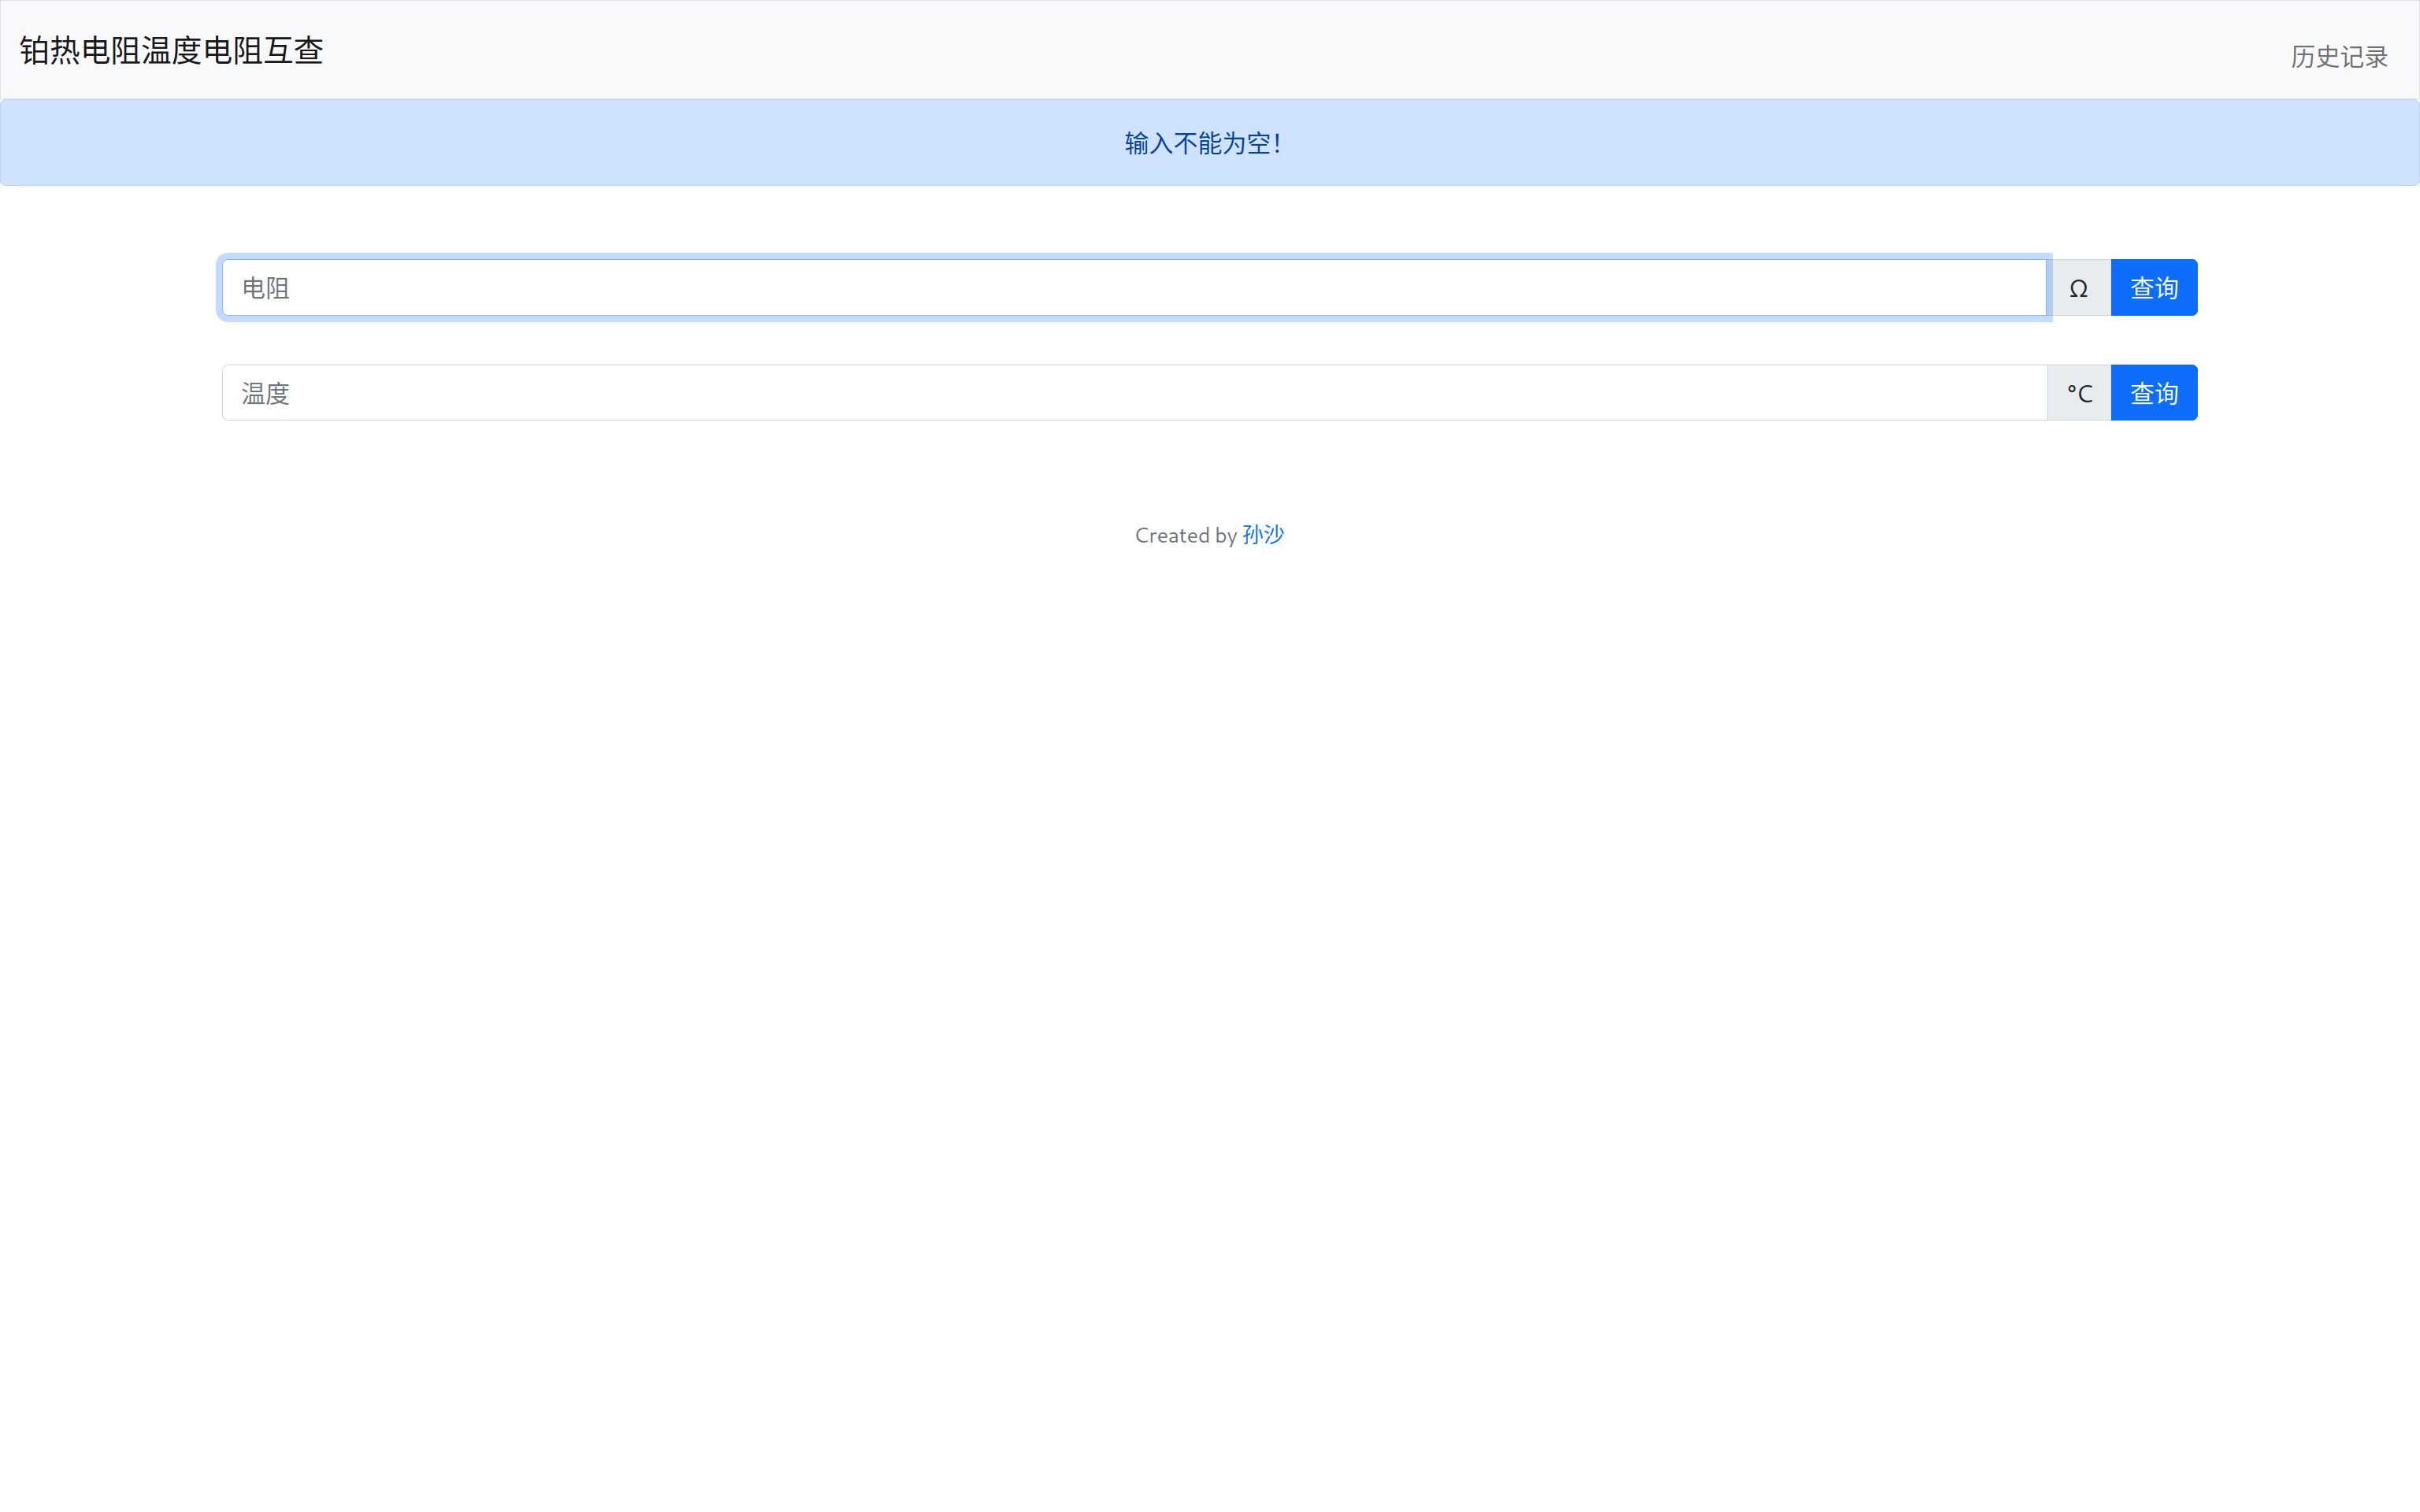 铂热电阻温度电阻互查
历史记录
输入不能为空！
电阻 Ω 查询
温度 °C 查询
Created by 孙沙